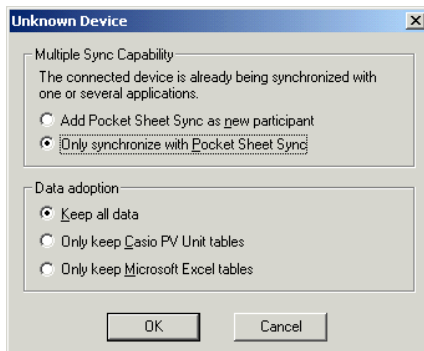 Unknown Device
Multiple Sync Capability
The connected device is already being synchronized with
one or several applications.
Add Pocket Sheet Sync as new participant
Only synchronize with Pocket Sheet Sync
Data adoption
Keep all data
Only keep Casio PV Unit tables
Only keep Microsoft Excel tables
OK Cancel